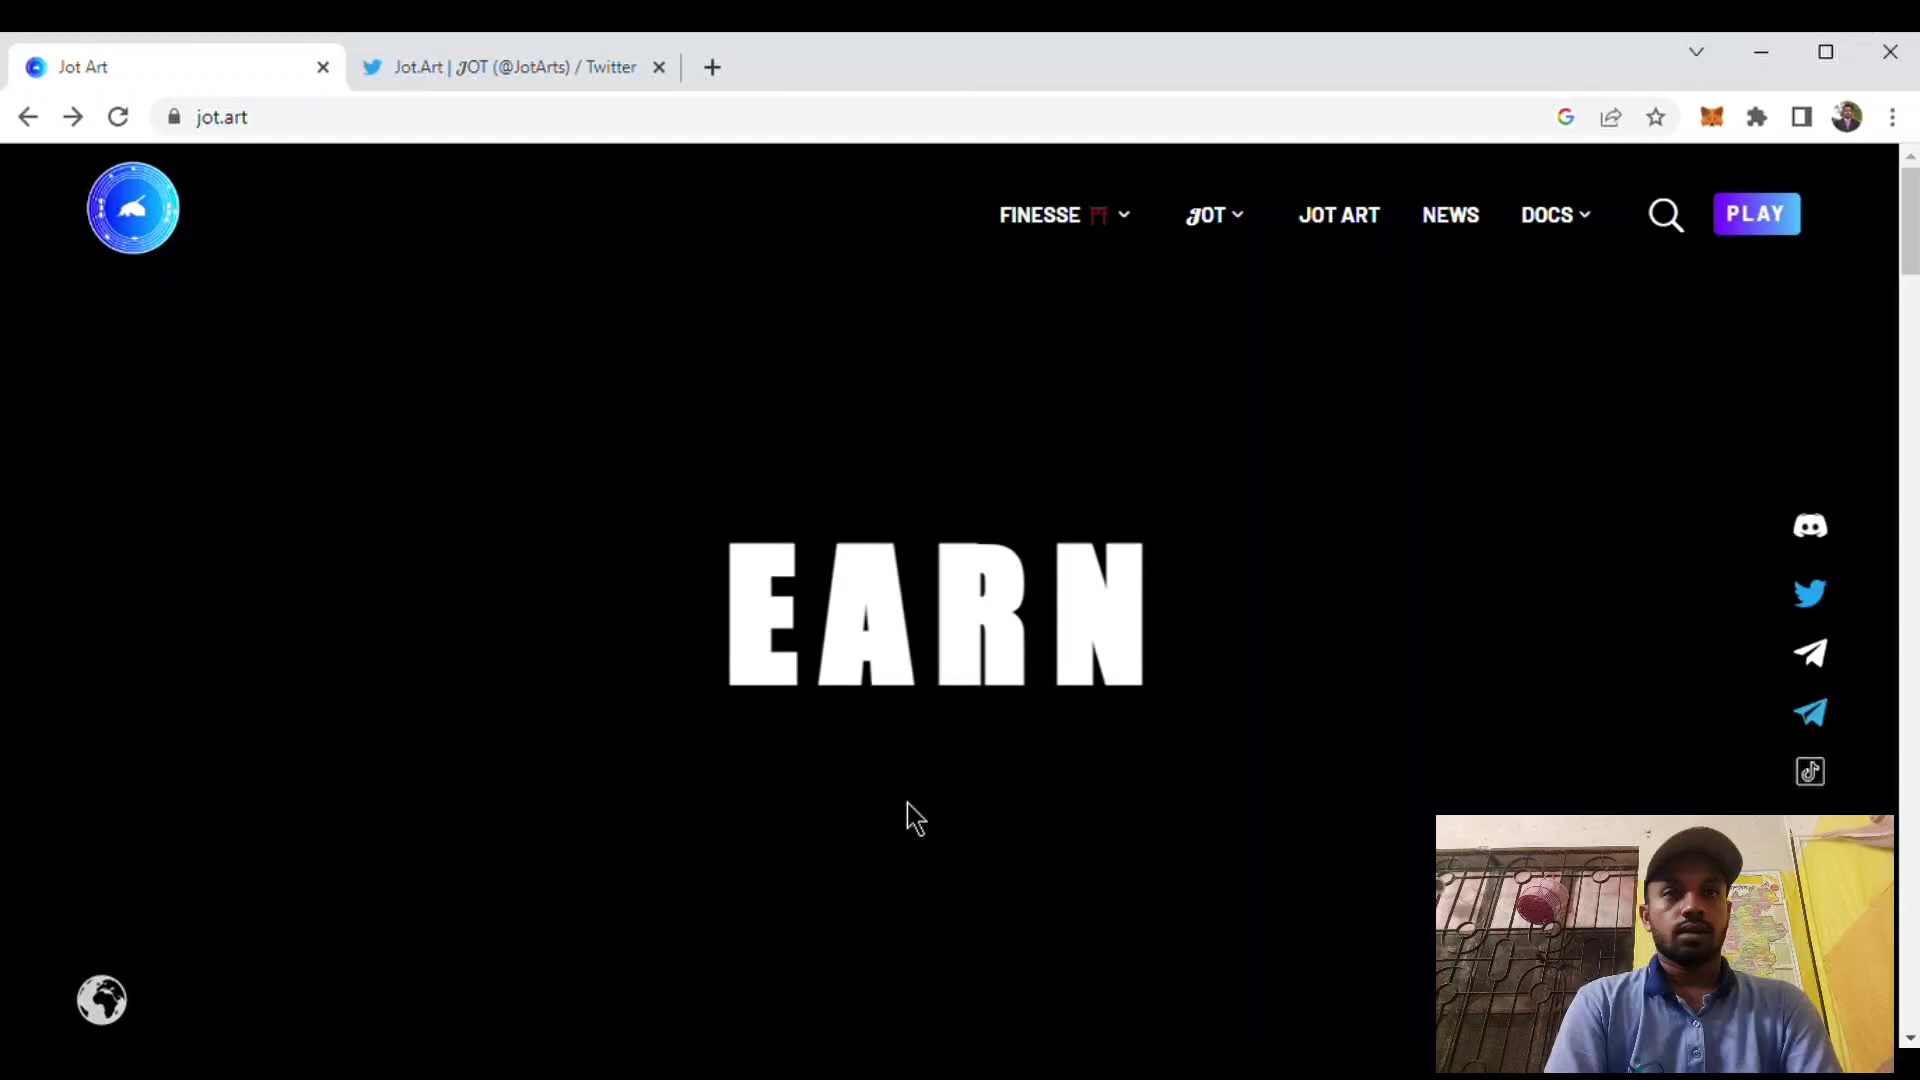 Jot Art
Jot.Art | 𝓙OT (@JotArts) / Twitter
jot.art
FINESSE
𝓙OT
JOT ART
NEWS
DOCS
PLAY
EARN